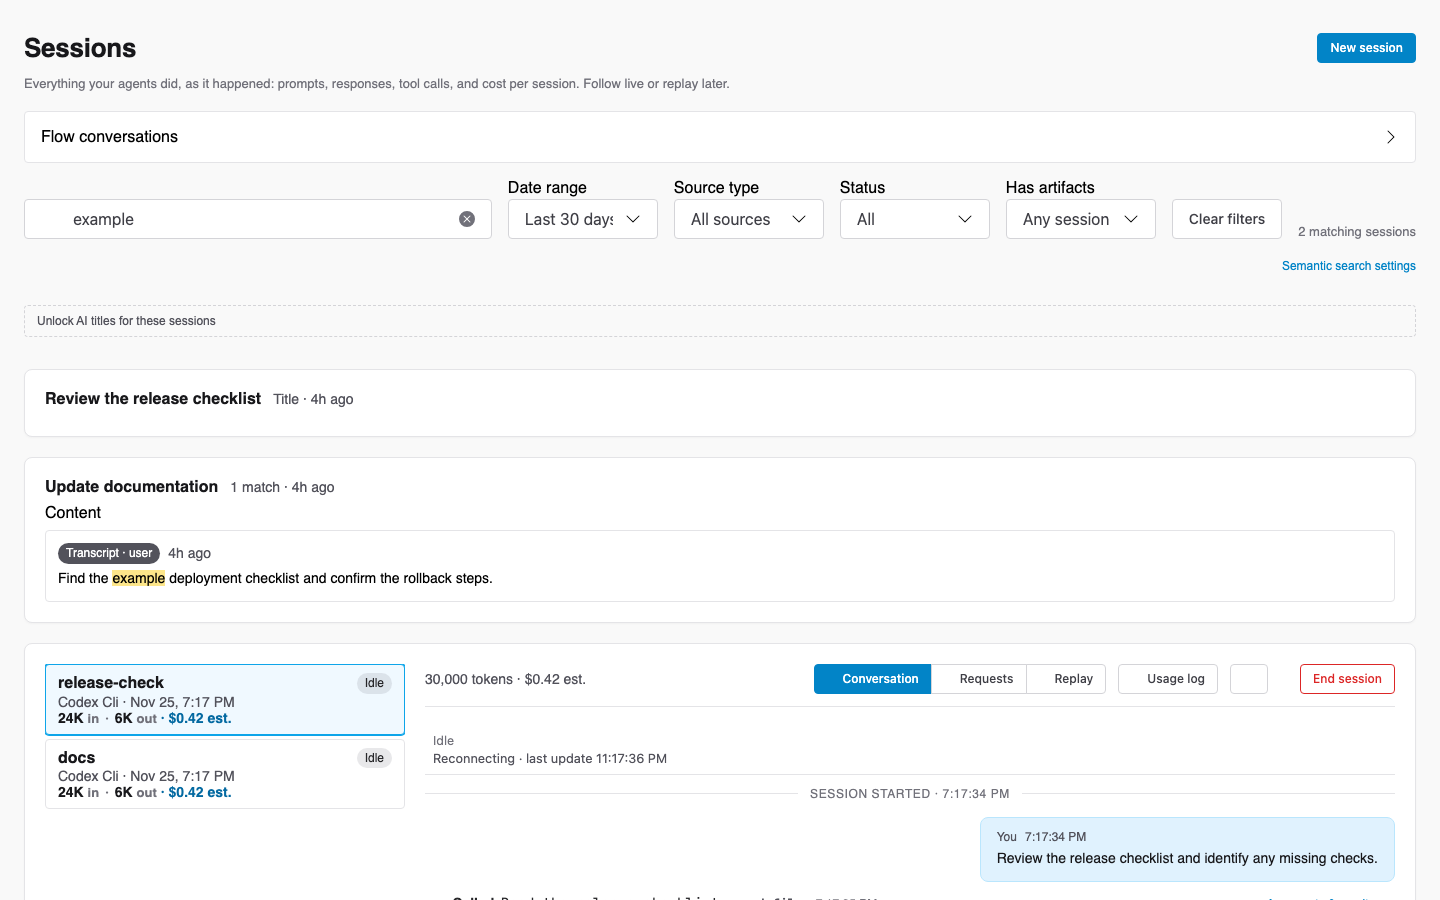 Sessions
New session
Everything your agents did, as it happened: prompts, responses, tool calls, and cost per session. Follow live or replay later.
Flow conversations
Date range
Source type
Status
Has artifacts
example
Last 30 days
All sources
All
Any session
Clear filters
2 matching sessions
Semantic search settings
Unlock AI titles for these sessions
Review the release checklist Title · 4h ago
Update documentation 1 match · 4h ago
Content
Transcript · user 4h ago
Find the example deployment checklist and confirm the rollback steps.
release-check Idle
Codex Cli · Nov 25, 7:17 PM
24K in · 6K out · $0.42 est.
docs Idle
Codex Cli · Nov 25, 7:17 PM
24K in · 6K out · $0.42 est.
30,000 tokens · $0.42 est.
Conversation
Requests
Replay
Usage log
End session
Idle
Reconnecting · last update 11:17:36 PM
SESSION STARTED · 7:17:34 PM
You 7:17:34 PM
Review the release checklist and identify any missing checks.